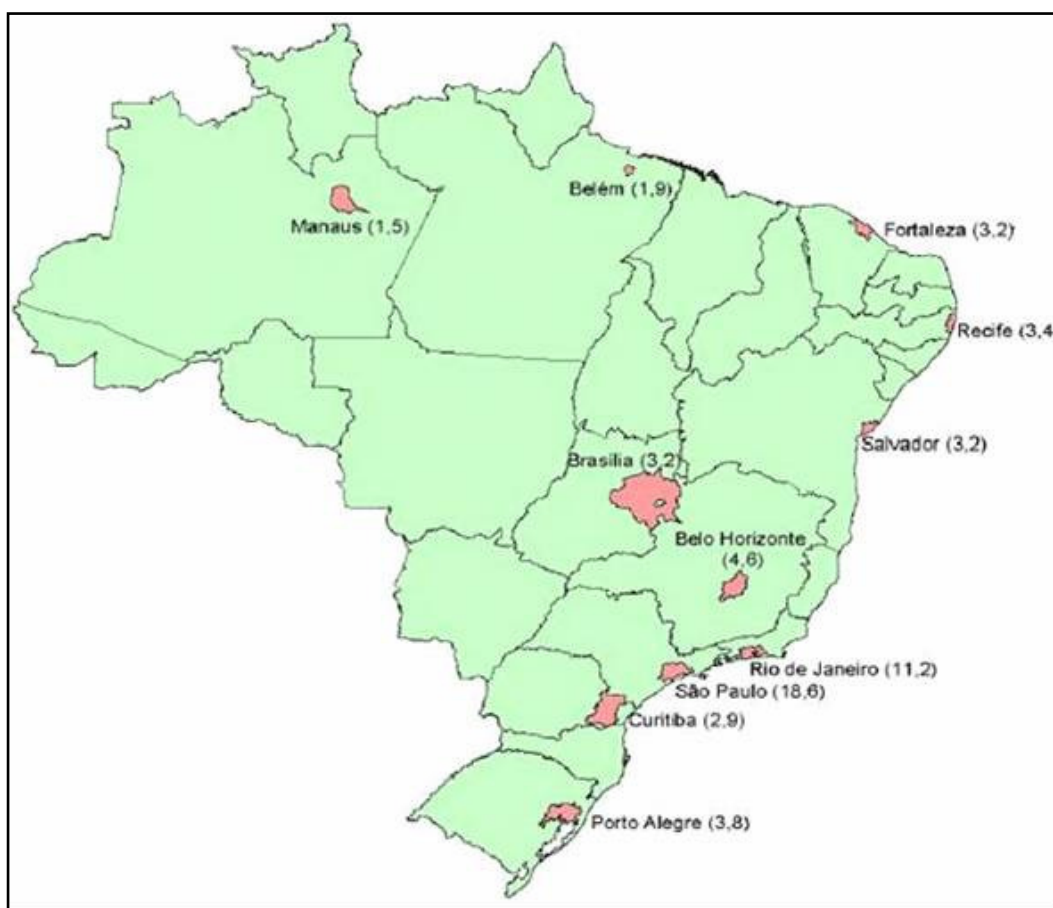 Belém (1,9)
Manaus (1,5)
Fortaleza (3,2)
Recife (3,4
Salvador (3,2)
Brasília (3,2)
Belo Horizonte
(4,6)
Rio de Janeiro (11,2)
São Paulo (18,6)
Curitiba (2,9)
Porto Alegre (3,8)